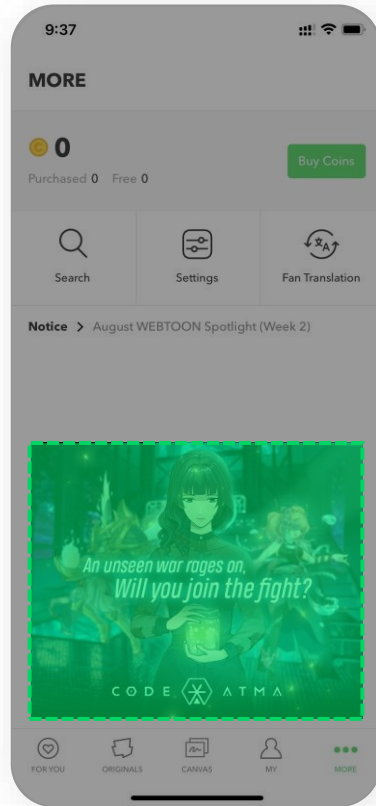 9:37
MORE
0
Buy Coins
Purchased 0 Free 0
Search
Settings
Fan Translation
Notice > August WEBTOON Spotlight (Week 2)
An unseen war rages on,
Will you join the fight?
CODE ATMA
FOR YOU
ORIGINALS
CANVAS
MY
MORE